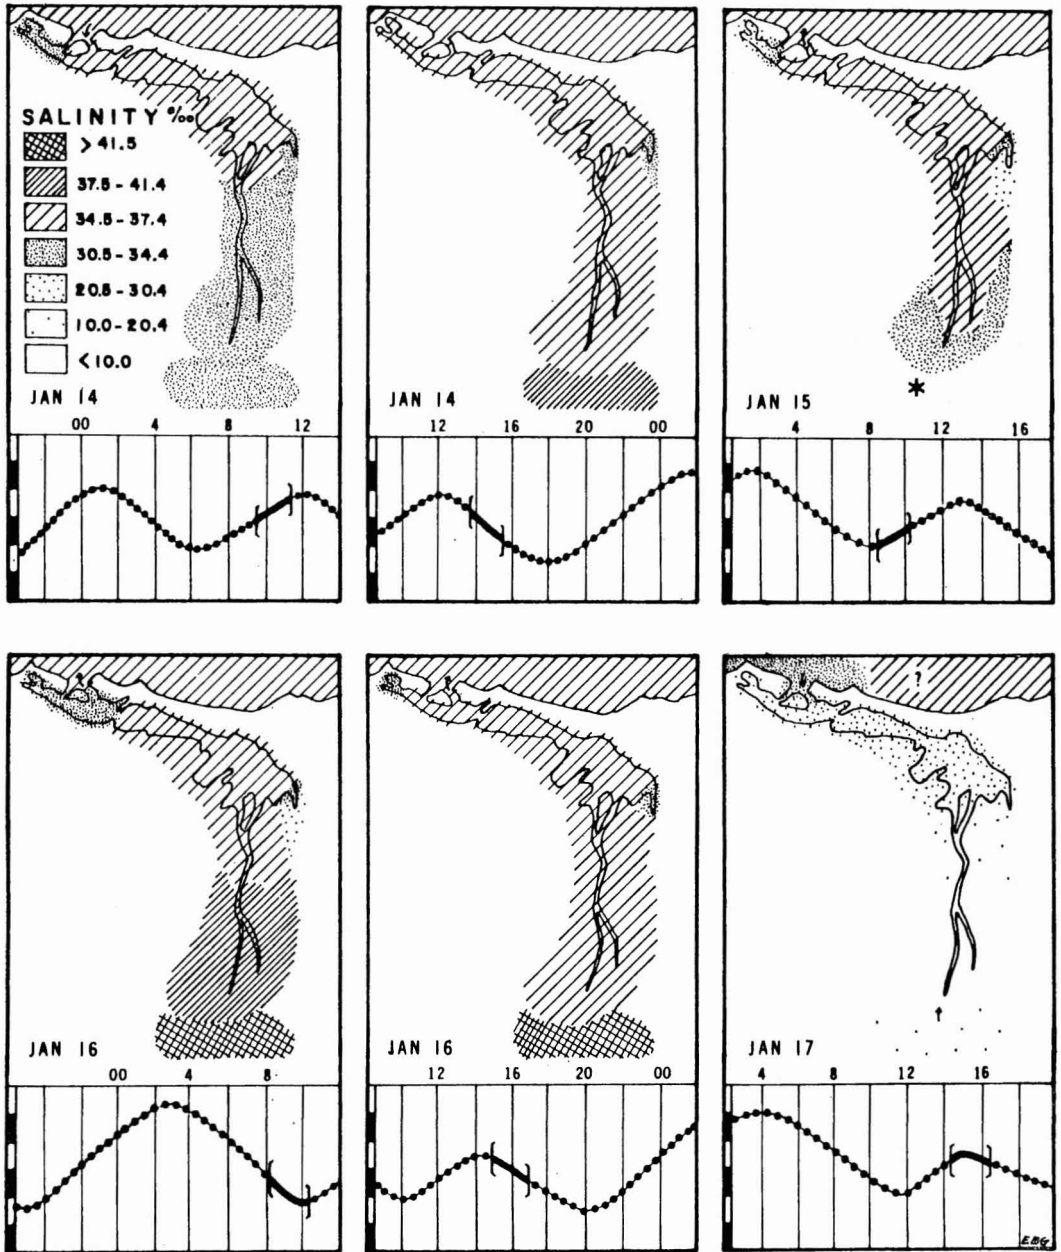 SALINITY ‰
> 41.5
37.5 - 41.4
34.5 - 37.4
30.5 - 34.4
20.5 - 30.4
10.0 - 20.4
< 10.0
JAN 14
00 4 8 12
JAN 14
12 16 20 00
*
JAN 15
4 8 12 16
JAN 16
00 4 8
JAN 16
12 16 20 00
?
JAN 17
4 8 12 16
EBG